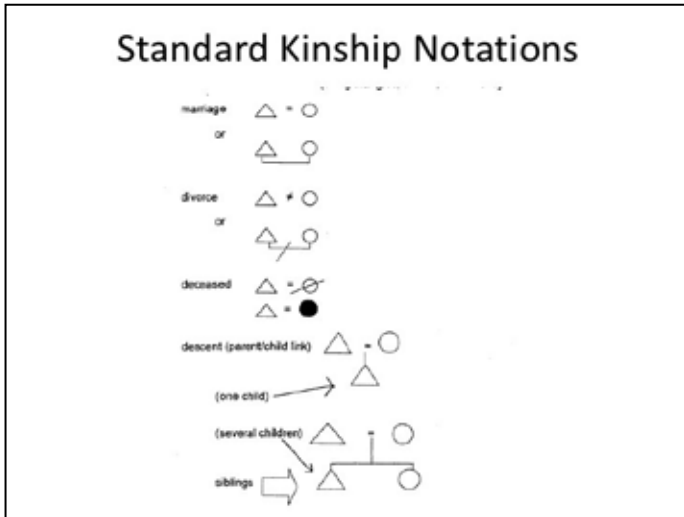 Standard Kinship Notations
marriage
or
divorce
or
deceased
descent (parent/child link)
(one child)
(several children)
siblings